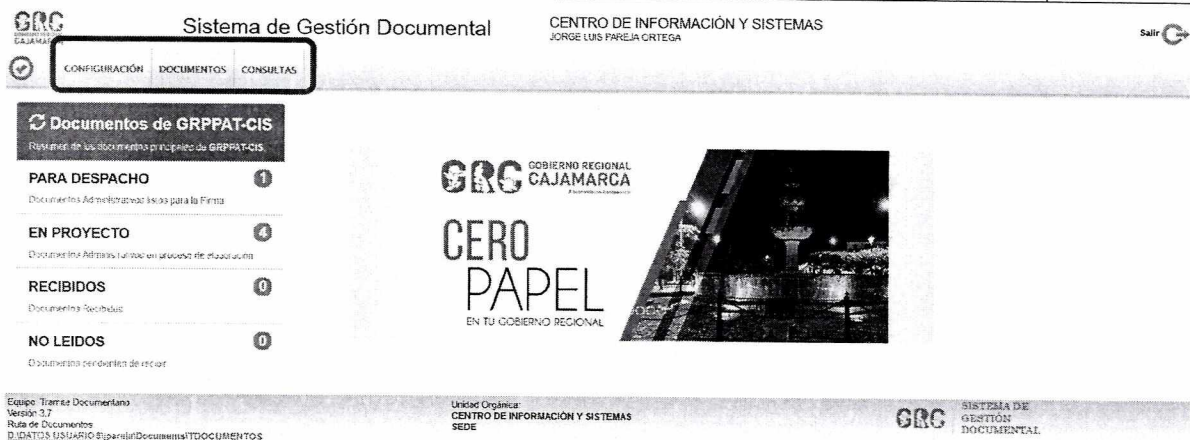 GRC
CAJAMARCA
Sistema de Gestión Documental
CENTRO DE INFORMACIÓN Y SISTEMAS
JORGE LUIS PAREJA ORTEGA
Salir
CONFIGURACIÓN DOCUMENTOS CONSULTAS
Documentos de GRPPAT-CIS
Resumen de los documentos principales de GRPPAT-CIS
PARA DESPACHO 1
Documentos Administrativos listos para la Firma
EN PROYECTO 4
Documentos Administrativos en proceso de elaboración
RECIBIDOS 0
Documentos Recibidos
NO LEIDOS 0
Documentos pendientes de recibir
GRC GOBIERNO REGIONAL
CAJAMARCA
CERO
PAPEL
EN TU GOBIERNO REGIONAL
Equipo: Tramite Documentario
Versión 3.7
Ruta de Documentos
D:\DATOS USUARIO\
Unidad Orgánica:
CENTRO DE INFORMACIÓN Y SISTEMAS
SEDE
GRC
SISTEMA DE
GESTIÓN
DOCUMENTAL